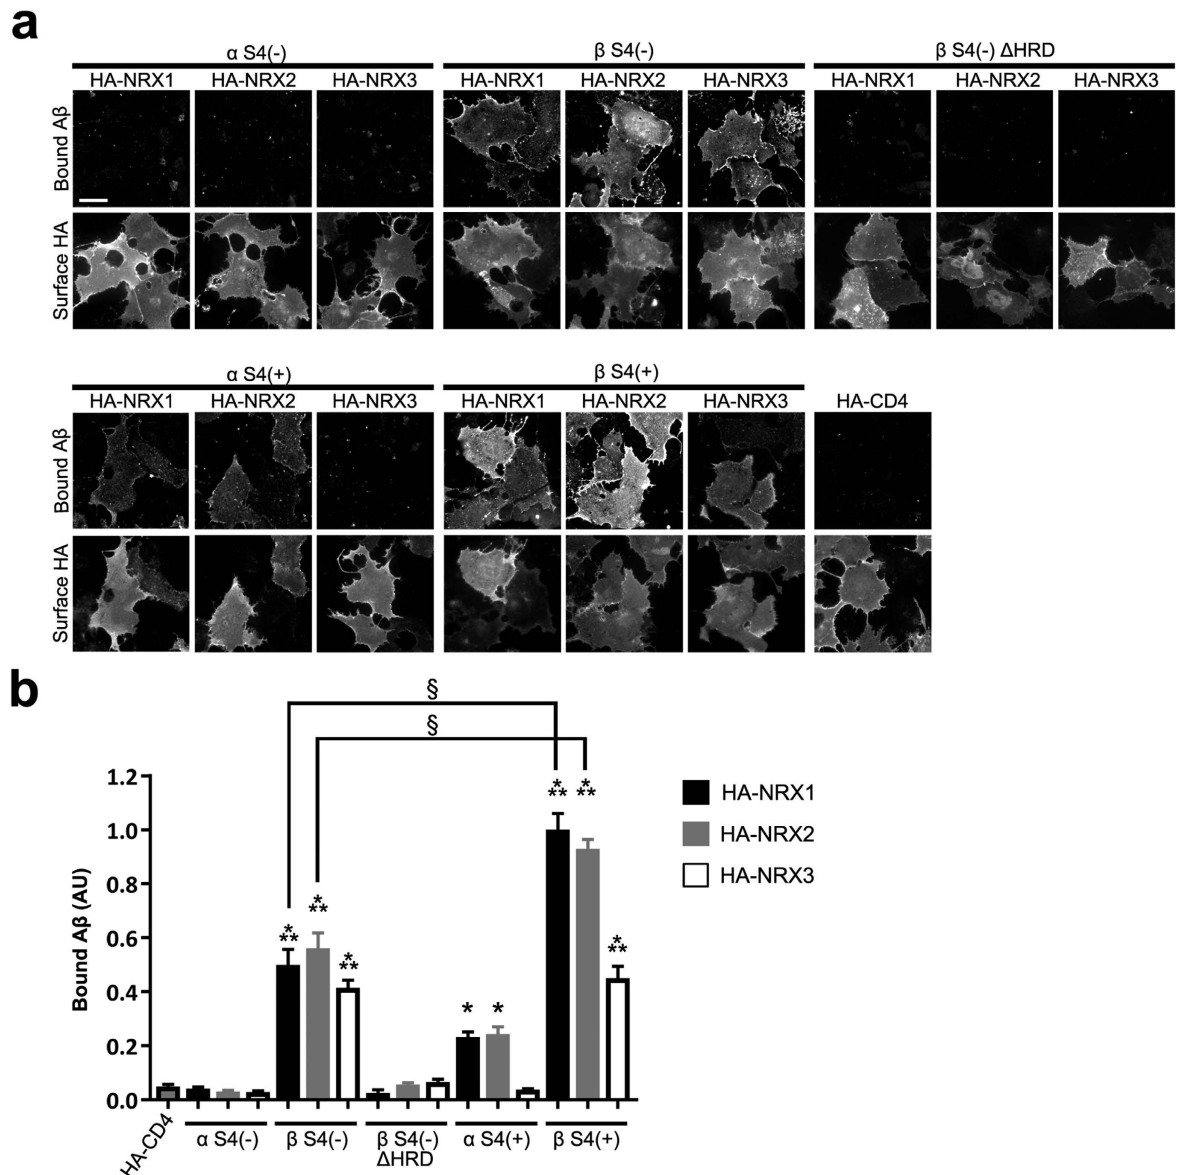 a
α S4(-)
β S4(-)
β S4(-) ΔHRD
HA-NRX1 HA-NRX2 HA-NRX3 HA-NRX1 HA-NRX2 HA-NRX3 HA-NRX1 HA-NRX2 HA-NRX3
Bound Aβ
Surface HA
α S4(+)
β S4(+)
HA-NRX1 HA-NRX2 HA-NRX3 HA-NRX1 HA-NRX2 HA-NRX3 HA-CD4
Bound Aβ
Surface HA
b
§
§
Bound Aβ (AU)
1.2
1.0
0.8
0.6
0.4
0.2
0.0
***
***
***
*
*
***
***
***
HA-NRX1
HA-NRX2
HA-NRX3
HA-CD4
α S4(-)
β S4(-)
β S4(-)
ΔHRD
α S4(+)
β S4(+)